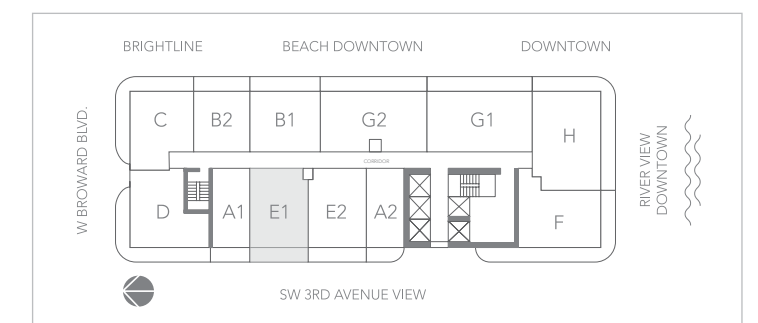 BRIGHTLINE
BEACH DOWNTOWN
DOWNTOWN
W BROWARD BLVD.
C
B2
B1
G2
G1
H
CORRIDOR
D
A1
E1
E2
A2
F
RIVER VIEW
DOWNTOWN
SW 3RD AVENUE VIEW